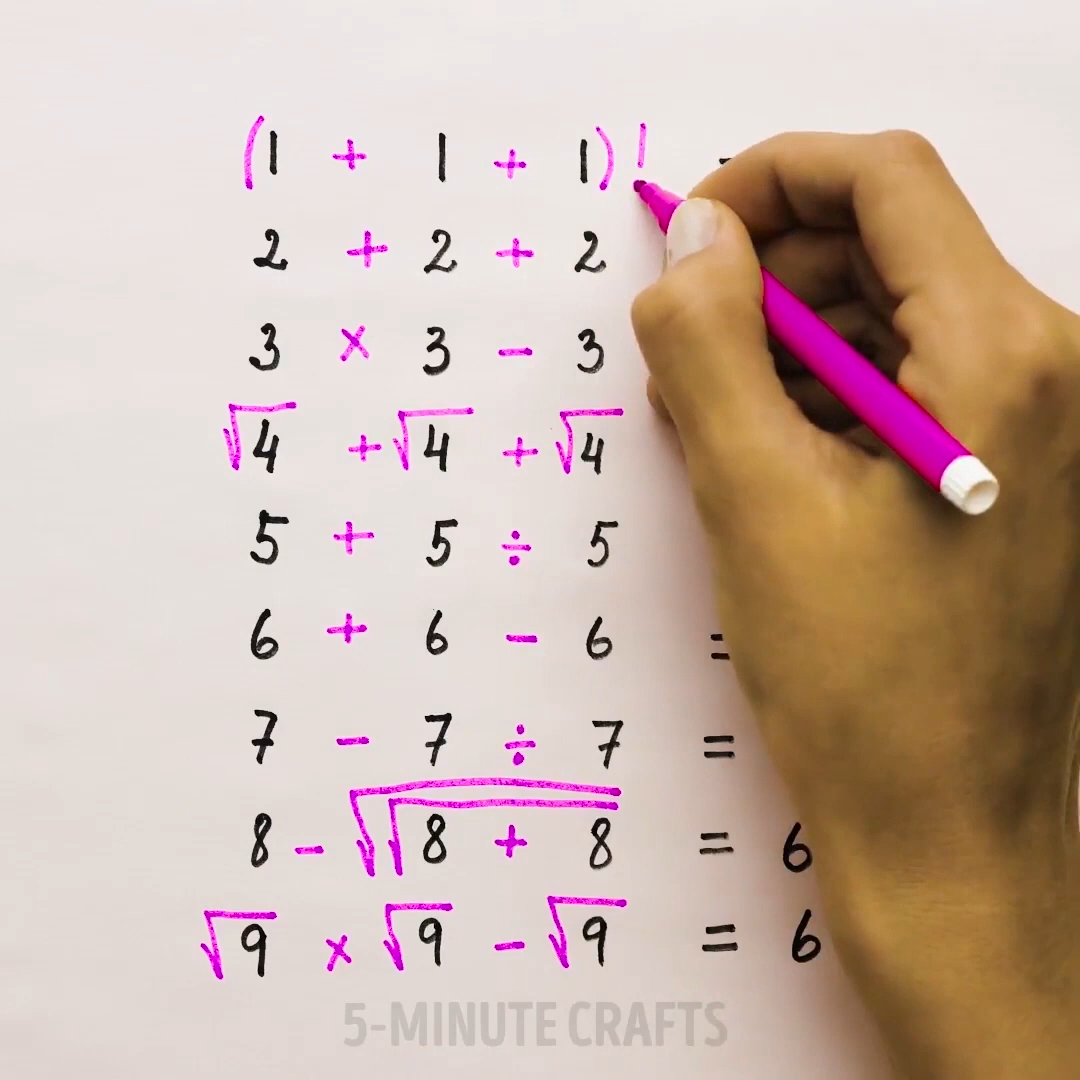 (1 + 1 + 1)!
2 + 2 + 2
3 × 3 - 3
√4 + √4 + √4
5 + 5 ÷ 5
6 + 6 - 6 =
7 - 7 ÷ 7 =
8 - √√(8 + 8) = 6
√9 × √9 - √9 = 6
5-MINUTE CRAFTS